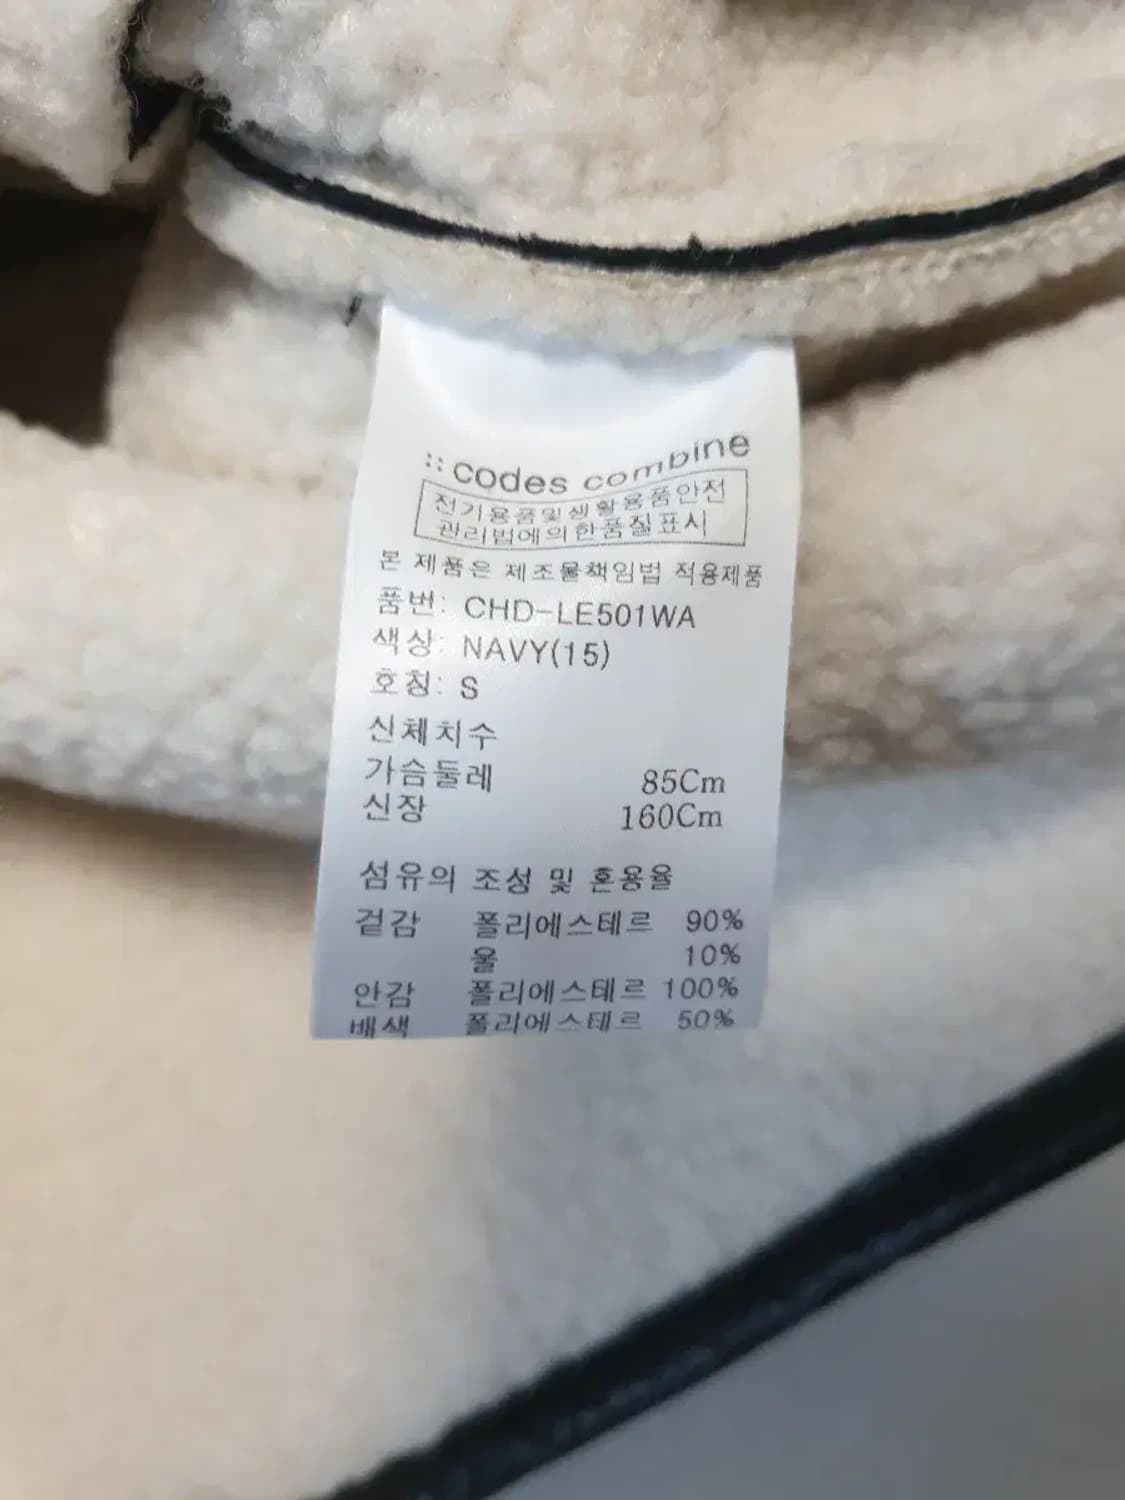 :: codes combine
전기용품및생활용품안전
관리법에의한품질표시
본 제품은 제조물책임법 적용제품
품번: CHD-LE501WA
색상: NAVY(15)
호칭: S
신체치수
가슴둘레 85Cm
신장 160Cm
섬유의 조성 및 혼용율
겉감 폴리에스테르 90%
울 10%
안감 폴리에스테르 100%
배색 폴리에스테르 50%